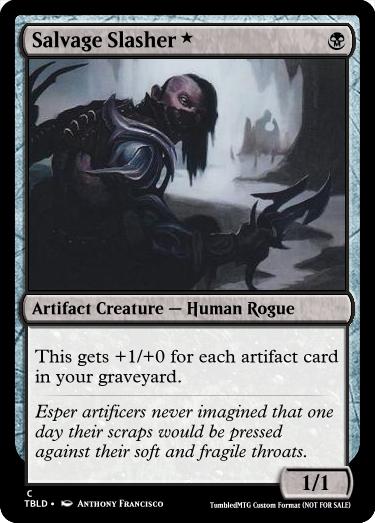 Salvage Slasher ★
Artifact Creature — Human Rogue
This gets +1/+0 for each artifact card
in your graveyard.
Esper artificers never imagined that one
day their scraps would be pressed
against their soft and fragile throats.
1/1
C
TBLD • Anthony Francisco
TumbledMTG Custom Format (NOT FOR SALE)